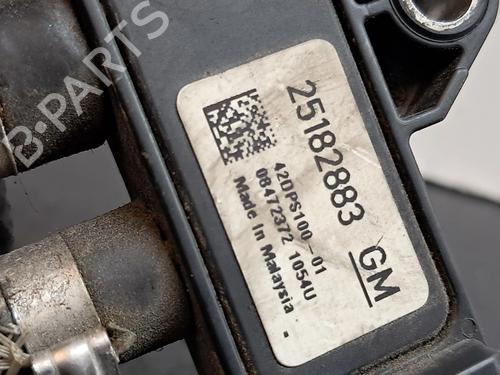 25182883 GM
42DPS100-01
08472372 1054U
Made In Malaysia -
B-PARTS